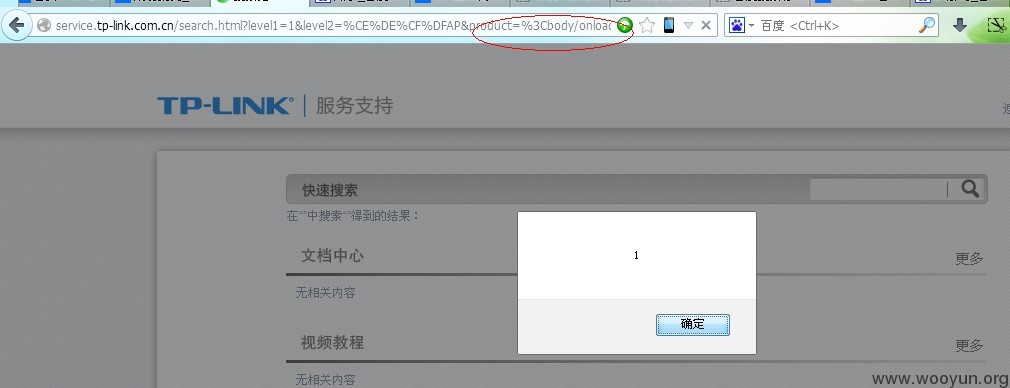 service.tp-link.com.cn/search.html?level1=1&level2=%CE%DE%CF%DFAP&product=%3Cbody/onload
百度 <Ctrl+K>
TP-LINK® 服务支持
快速搜索
在“”中搜索“”得到的结果：
文档中心
更多
无相关内容
1
确定
视频教程
更多
无相关内容
www.wooyun.org